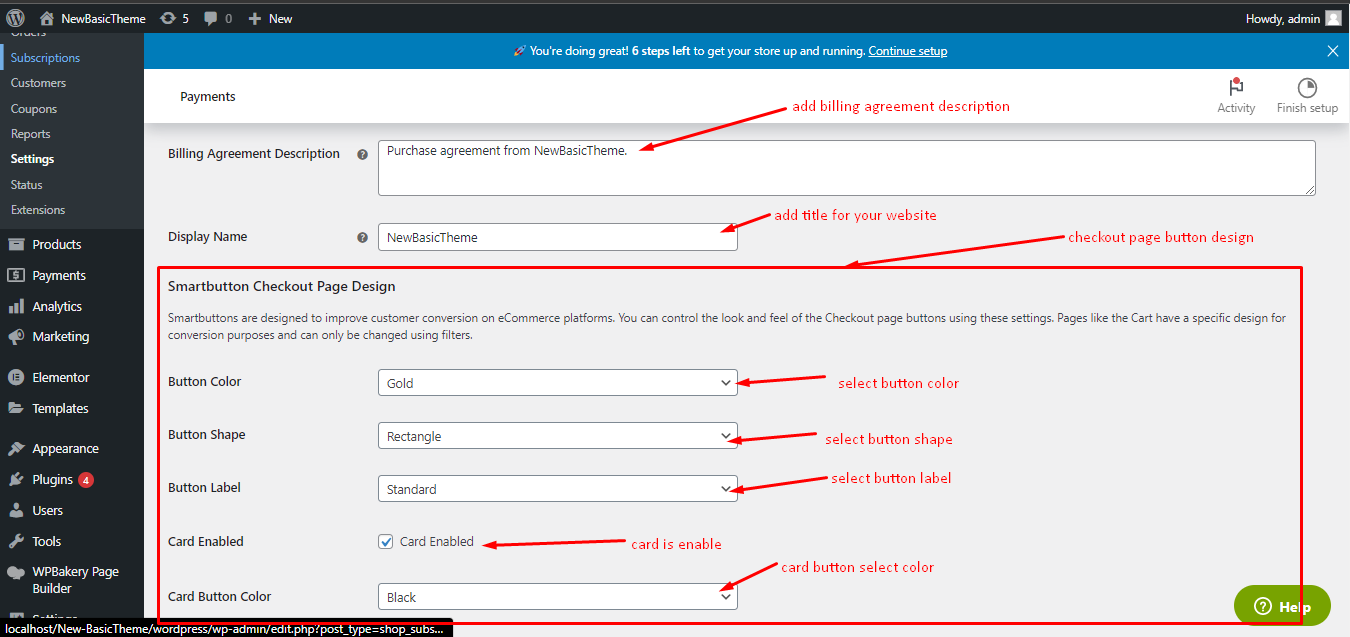 NewBasicTheme 5 0 New Howdy, admin
Orders
Subscriptions
Customers
Coupons
Reports
Settings
Status
Extensions
Products
Payments
Analytics
Marketing
Elementor
Templates
Appearance
Plugins 4
Users
Tools
WPBakery Page
Builder
Settings
localhost/New-BasicTheme/wordpress/wp-admin/edit.php?post_type=shop_subs...
You're doing great! 6 steps left to get your store up and running. Continue setup
Payments
Activity
Finish setup
add billing agreement description
Billing Agreement Description ?
Purchase agreement from NewBasicTheme.
add title for your website
Display Name ?
NewBasicTheme
checkout page button design
Smartbutton Checkout Page Design
Smartbuttons are designed to improve customer conversion on eCommerce platforms. You can control the look and feel of the Checkout page buttons using these settings. Pages like the Cart have a specific design for
conversion purposes and can only be changed using filters.
Button Color
Gold
select button color
Button Shape
Rectangle
select button shape
Button Label
Standard
select button label
Card Enabled
Card Enabled
card is enable
card button select color
Card Button Color
Black
? Help